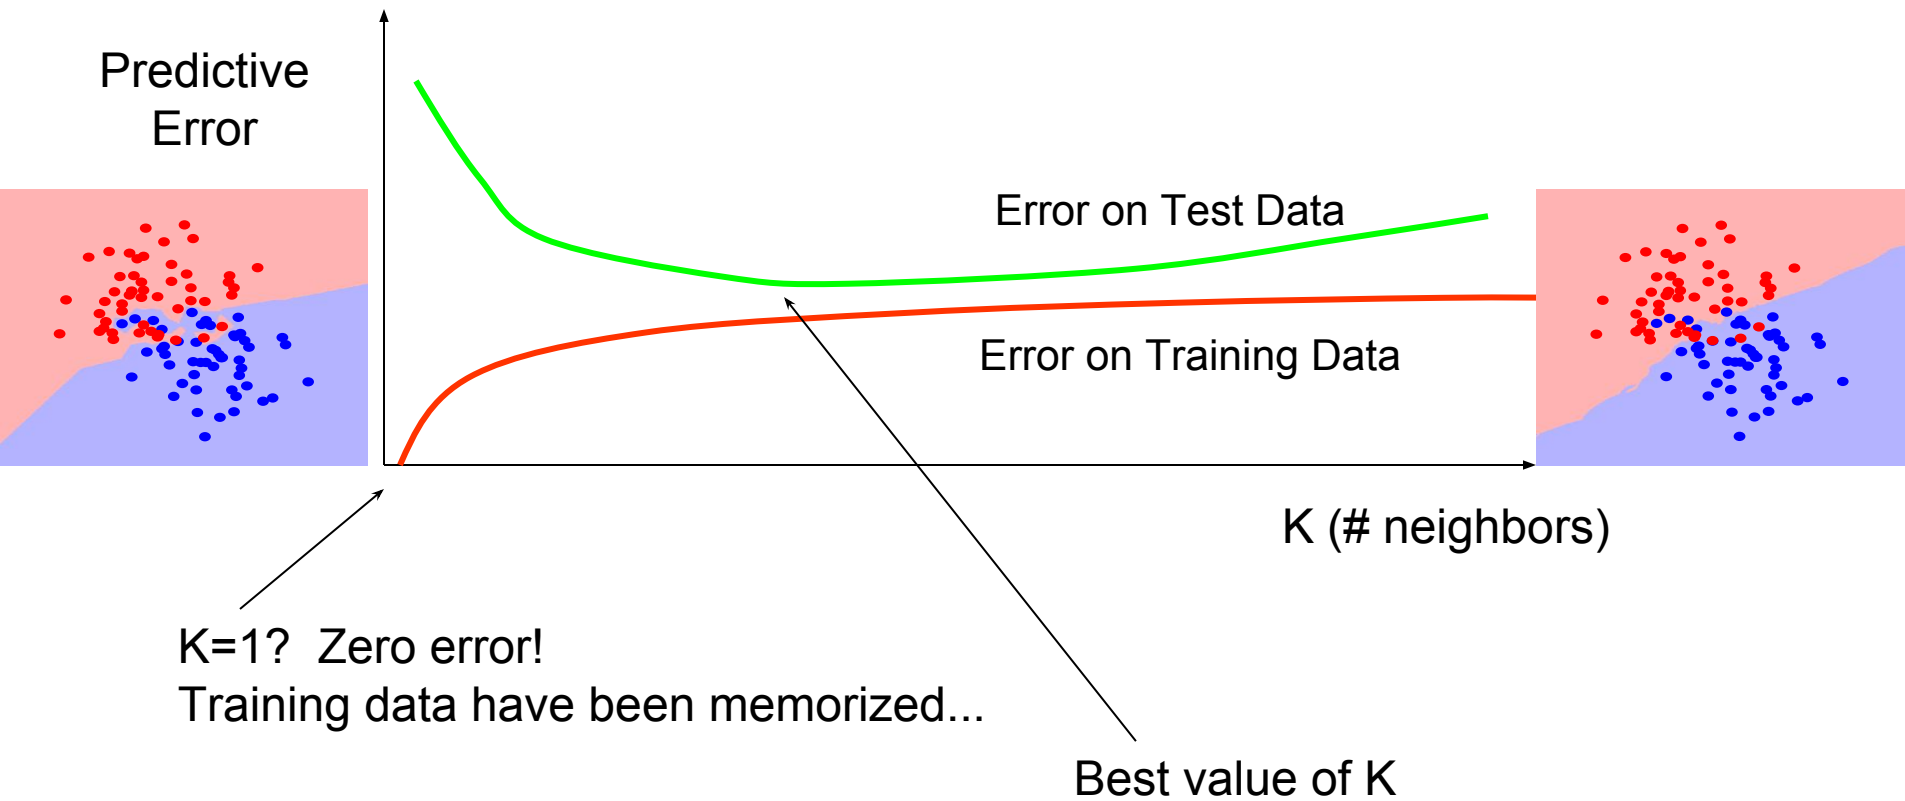 Predictive
Error
Error on Test Data
Error on Training Data
K (# neighbors)
K=1?  Zero error!
Training data have been memorized...
Best value of K